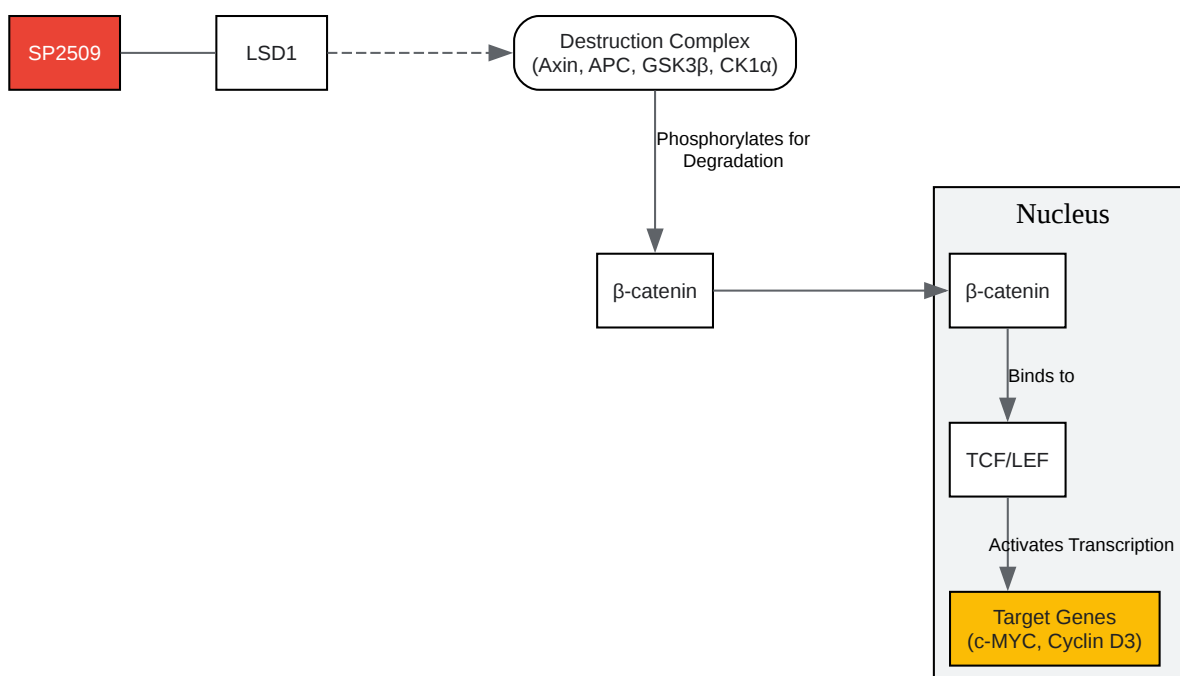 SP2509
LSD1
Destruction Complex
(Axin, APC, GSK3β, CK1α)
Phosphorylates for
Degradation
Nucleus
β-catenin
β-catenin
Binds to
TCF/LEF
Activates Transcription
Target Genes
(c-MYC, Cyclin D3)